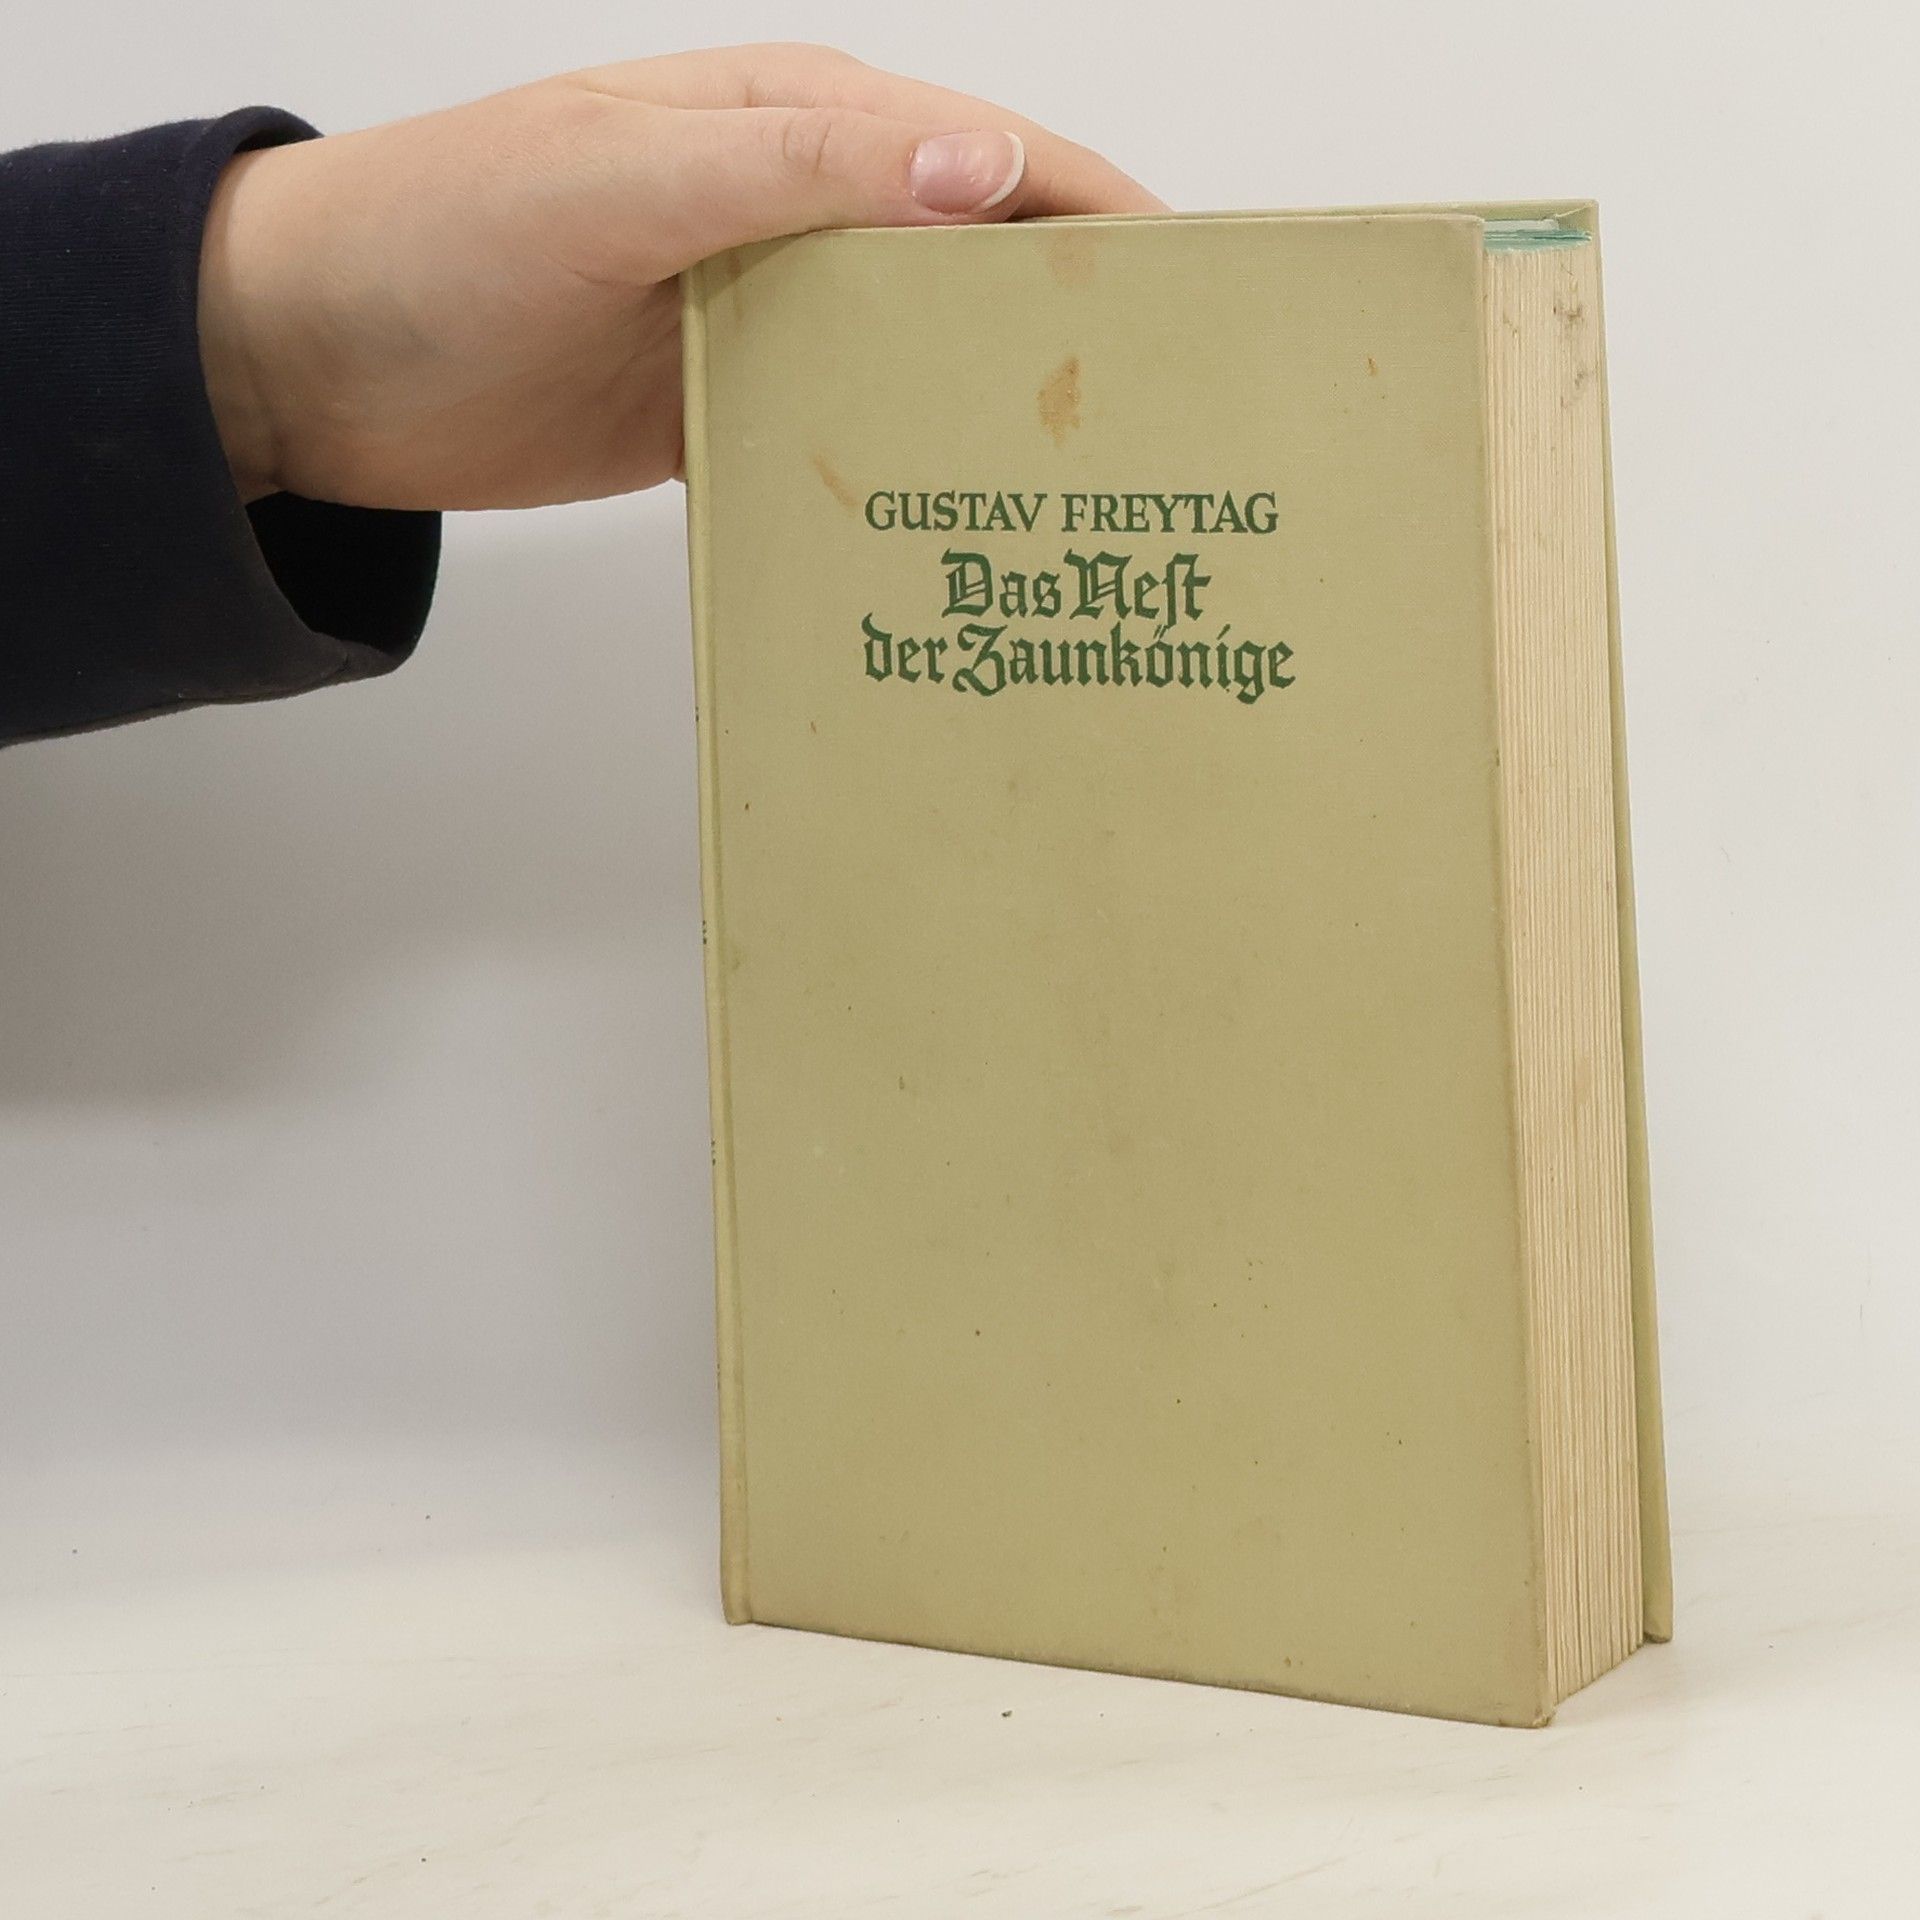 GUSTAV FREYTAG
Das Neſt
der Zaunkönige